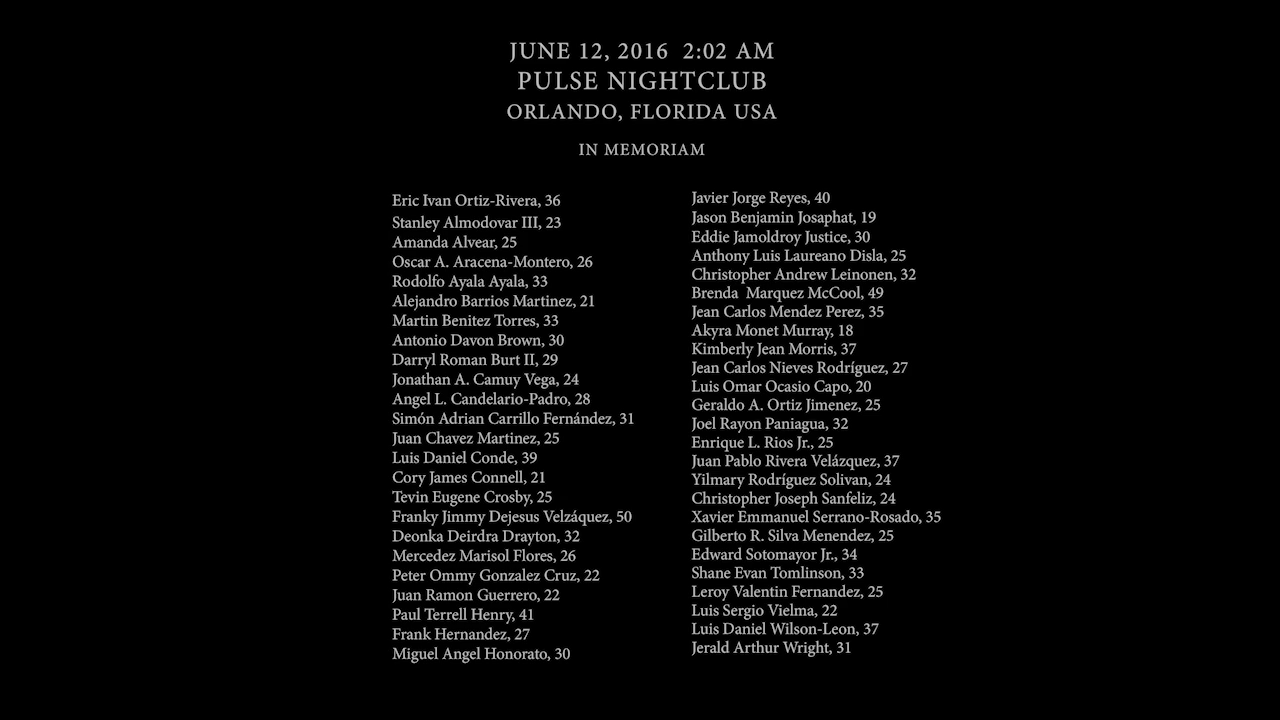 JUNE 12, 2016  2:02 AM
PULSE NIGHTCLUB
ORLANDO, FLORIDA USA
IN MEMORIAM
Eric Ivan Ortiz-Rivera, 36
Stanley Almodovar III, 23
Amanda Alvear, 25
Oscar A. Aracena-Montero, 26
Rodolfo Ayala Ayala, 33
Alejandro Barrios Martinez, 21
Martin Benitez Torres, 33
Antonio Davon Brown, 30
Darryl Roman Burt II, 29
Jonathan A. Camuy Vega, 24
Angel L. Candelario-Padro, 28
Simón Adrian Carrillo Fernández, 31
Juan Chavez Martinez, 25
Luis Daniel Conde, 39
Cory James Connell, 21
Tevin Eugene Crosby, 25
Franky Jimmy Dejesus Velzáquez, 50
Deonka Deirdra Drayton, 32
Mercedez Marisol Flores, 26
Peter Ommy Gonzalez Cruz, 22
Juan Ramon Guerrero, 22
Paul Terrell Henry, 41
Frank Hernandez, 27
Miguel Angel Honorato, 30
Javier Jorge Reyes, 40
Jason Benjamin Josaphat, 19
Eddie Jamoldroy Justice, 30
Anthony Luis Laureano Disla, 25
Christopher Andrew Leinonen, 32
Brenda  Marquez McCool, 49
Jean Carlos Mendez Perez, 35
Akyra Monet Murray, 18
Kimberly Jean Morris, 37
Jean Carlos Nieves Rodríguez, 27
Luis Omar Ocasio Capo, 20
Geraldo A. Ortiz Jimenez, 25
Joel Rayon Paniagua, 32
Enrique L. Rios Jr., 25
Juan Pablo Rivera Velázquez, 37
Yilmary Rodríguez Solivan, 24
Christopher Joseph Sanfeliz, 24
Xavier Emmanuel Serrano-Rosado, 35
Gilberto R. Silva Menendez, 25
Edward Sotomayor Jr., 34
Shane Evan Tomlinson, 33
Leroy Valentin Fernandez, 25
Luis Sergio Vielma, 22
Luis Daniel Wilson-Leon, 37
Jerald Arthur Wright, 31